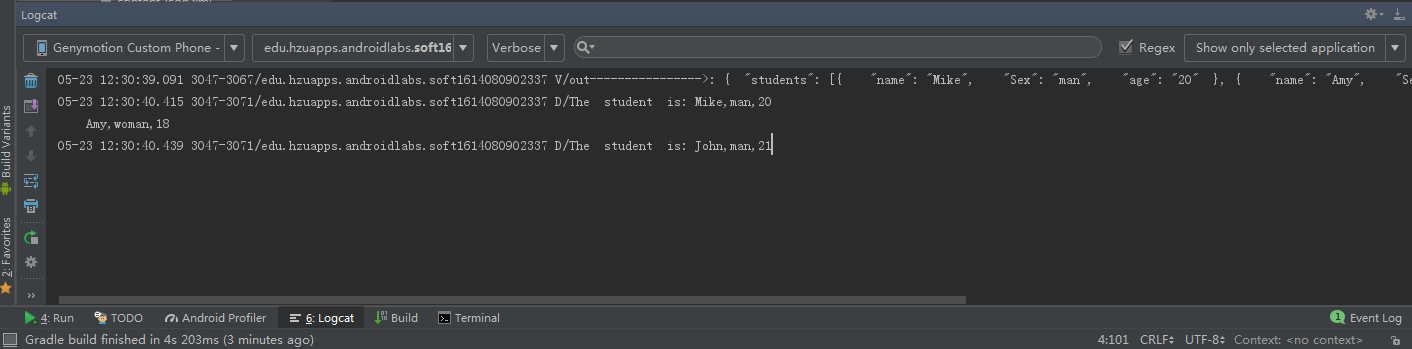 Logcat
Genymotion Custom Phone - edu.hzuapps.androidlabs.soft16 Verbose Regex Show only selected application
05-23 12:30:39.091 3047-3067/edu.hzuapps.androidlabs.soft1614080902337 V/out---------------->: { "students": [{ "name": "Mike", "Sex": "man", "age": "20" }, { "name": "Amy", "Se
05-23 12:30:40.415 3047-3071/edu.hzuapps.androidlabs.soft1614080902337 D/The student is: Mike,man,20
Amy,woman,18
05-23 12:30:40.439 3047-3071/edu.hzuapps.androidlabs.soft1614080902337 D/The student is: John,man,21
Build Variants
2: Favorites
»
4: Run TODO Android Profiler 6: Logcat Build Terminal 1 Event Log
Gradle build finished in 4s 203ms (3 minutes ago) 4:101 CRLF UTF-8 Context: <no context>